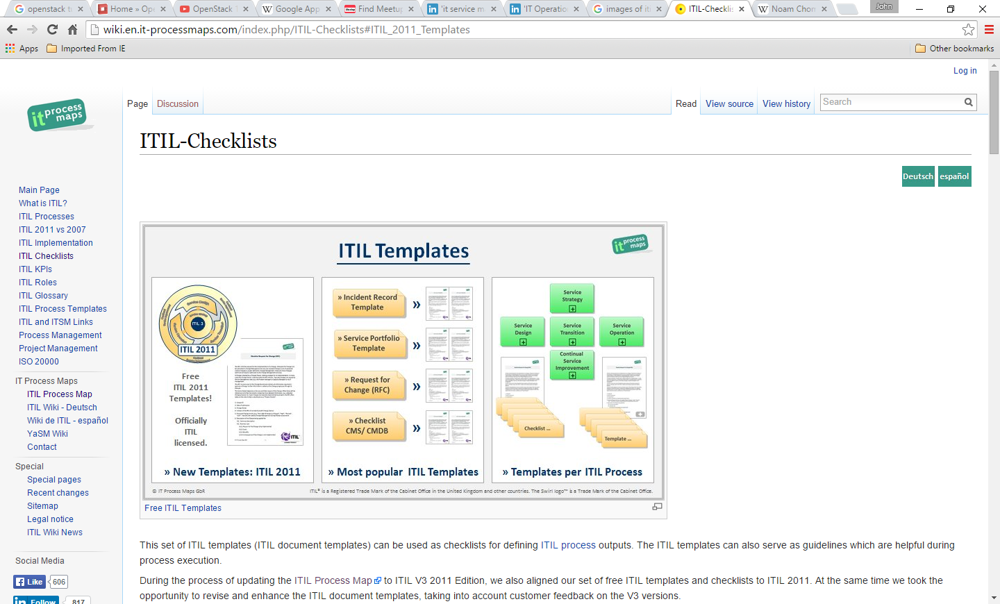 openstack t
Home » Ope
OpenStack T
Google App
Find Meetup
'it service m
'IT Operatio
images of it
ITIL-Checklis
Noam Chom
John
wiki.en.it-processmaps.com/index.php/ITIL-Checklists#ITIL_2011_Templates
Apps
Imported From IE
Other bookmarks
Log in
it process maps
Page
Discussion
Read
View source
View history
Search
ITIL-Checklists
Deutsch
español
Main Page
What is ITIL?
ITIL Processes
ITIL 2011 vs 2007
ITIL Implementation
ITIL Checklists
ITIL KPIs
ITIL Roles
ITIL Glossary
ITIL Process Templates
ITIL and ITSM Links
Process Management
Project Management
ISO 20000
IT Process Maps
ITIL Process Map
ITIL Wiki - Deutsch
Wiki de ITIL - español
YaSM Wiki
Contact
Special
Special pages
Recent changes
Sitemap
Legal notice
ITIL Wiki News
Social Media
Like 606
Follow 817
ITIL Templates
it process maps
ITIL 3
ITIL 2011
Free
ITIL 2011
Templates!
Officially
ITIL
licensed.
ITIL
» New Templates: ITIL 2011
» Incident Record
Template
»
» Service Portfolio
Template
»
» Request for
Change (RFC)
»
» Checklist
CMS/ CMDB
»
» Most popular ITIL Templates
Service
Strategy
Service
Design
Service
Transition
Service
Operation
Continual
Service
Improvement
Checklist ...
Template ...
» Templates per ITIL Process
© IT Process Maps GbR
ITIL® is a Registered Trade Mark of the Cabinet Office in the United Kingdom and other countries. The Swirl logo™ is a Trade Mark of the Cabinet Office.
Free ITIL Templates
This set of ITIL templates (ITIL document templates) can be used as checklists for defining ITIL process outputs. The ITIL templates can also serve as guidelines which are helpful during
process execution.
During the process of updating the ITIL Process Map to ITIL V3 2011 Edition, we also aligned our set of free ITIL templates and checklists to ITIL 2011. At the same time we took the
opportunity to revise and enhance the ITIL document templates, taking into account customer feedback on the V3 versions.